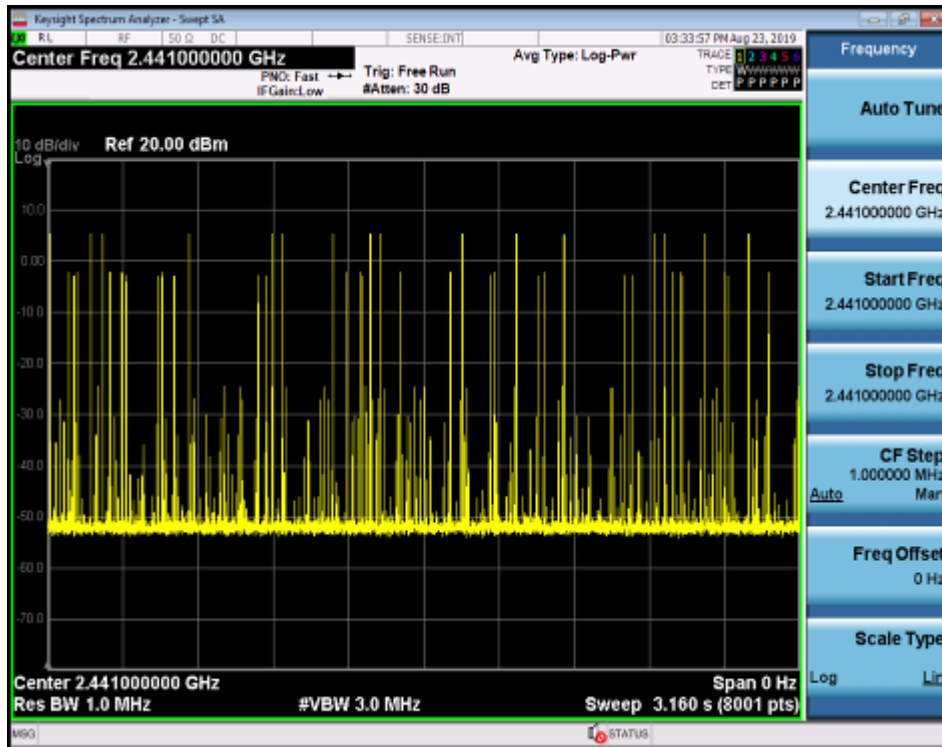 Keysight Spectrum Analyzer - Swept SA
RL RF 50 Ω DC SENSE:INT 03:33:57 PM Aug 23, 2019
Center Freq 2.441000000 GHz
PNO: Fast
IFGain:Low
Trig: Free Run
#Atten: 30 dB
Avg Type: Log-Pwr
TRACE 1 2 3 4 5 6
TYPE WWWWWW
DET P P P P P P
10 dB/div
Log
Ref 20.00 dBm
10.0
0.00
-10.0
-20.0
-30.0
-40.0
-50.0
-60.0
-70.0
Center 2.441000000 GHz
Span 0 Hz
Res BW 1.0 MHz
#VBW 3.0 MHz
Sweep 3.160 s (8001 pts)
MSG
STATUS
Frequency
Auto Tune
Center Freq
2.441000000 GHz
Start Freq
2.441000000 GHz
Stop Freq
2.441000000 GHz
CF Step
1.000000 MHz
Auto Man
Freq Offset
0 Hz
Scale Type
Log Lin